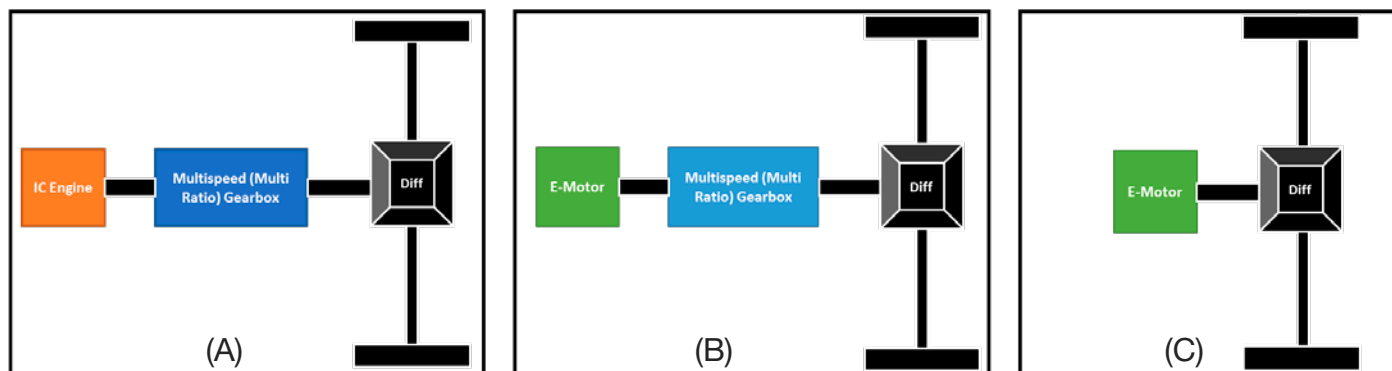 IC Engine
Multispeed (Multi
Ratio) Gearbox
Diff
(A)
E-Motor
Multispeed (Multi
Ratio) Gearbox
Diff
(B)
E-Motor
Diff
(C)